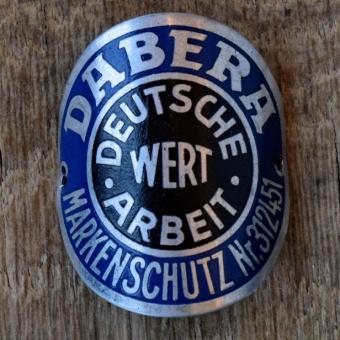 DABERA
DEUTSCHE
WERT
ARBEIT
MARKENSCHUTZ Nr. 312451